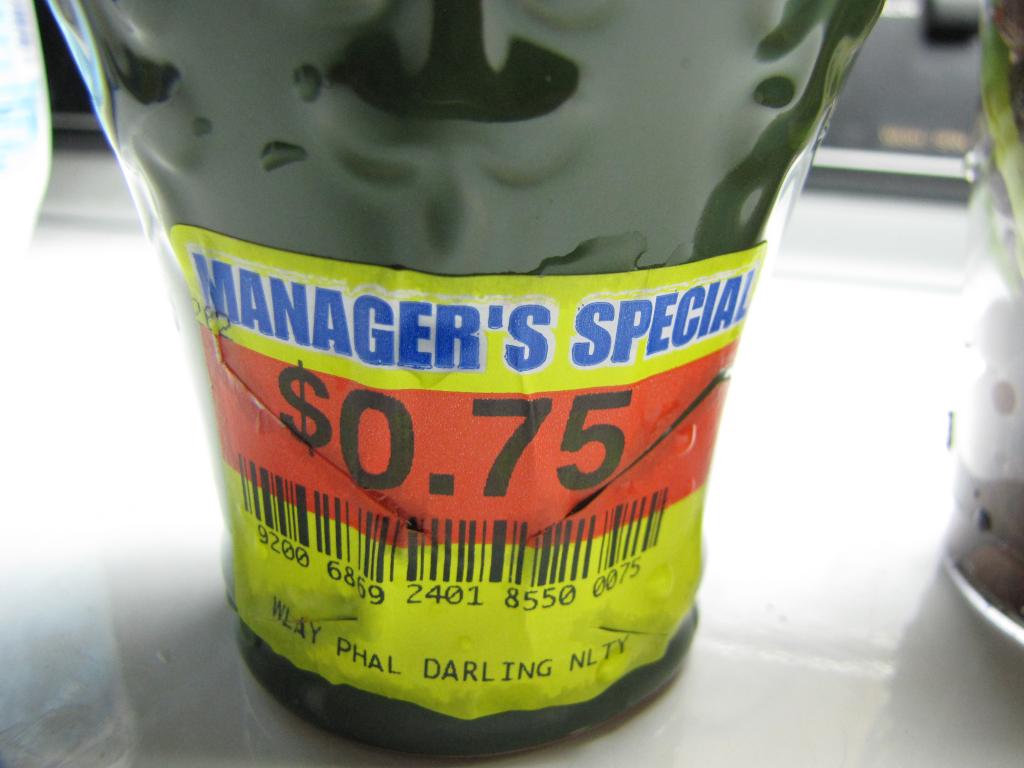 MANAGER'S SPECIAL
$0.75
9200 6869 2401 8550 0075
WLAY PHAL DARLING NLTY